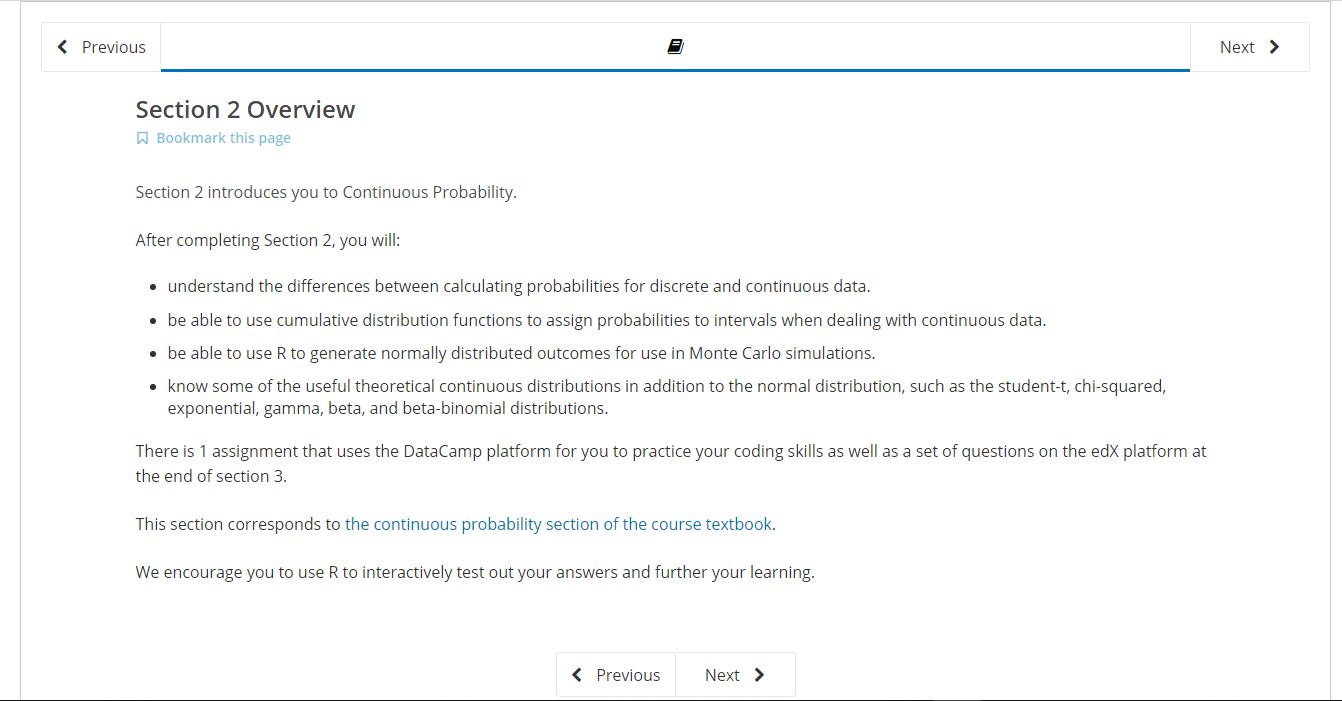 Previous
Next
Section 2 Overview
Bookmark this page
Section 2 introduces you to Continuous Probability.
After completing Section 2, you will:
understand the differences between calculating probabilities for discrete and continuous data.
be able to use cumulative distribution functions to assign probabilities to intervals when dealing with continuous data.
be able to use R to generate normally distributed outcomes for use in Monte Carlo simulations.
know some of the useful theoretical continuous distributions in addition to the normal distribution, such as the student-t, chi-squared,
exponential, gamma, beta, and beta-binomial distributions.
There is 1 assignment that uses the DataCamp platform for you to practice your coding skills as well as a set of questions on the edX platform at
the end of section 3.
This section corresponds to the continuous probability section of the course textbook.
We encourage you to use R to interactively test out your answers and further your learning.
Previous
Next